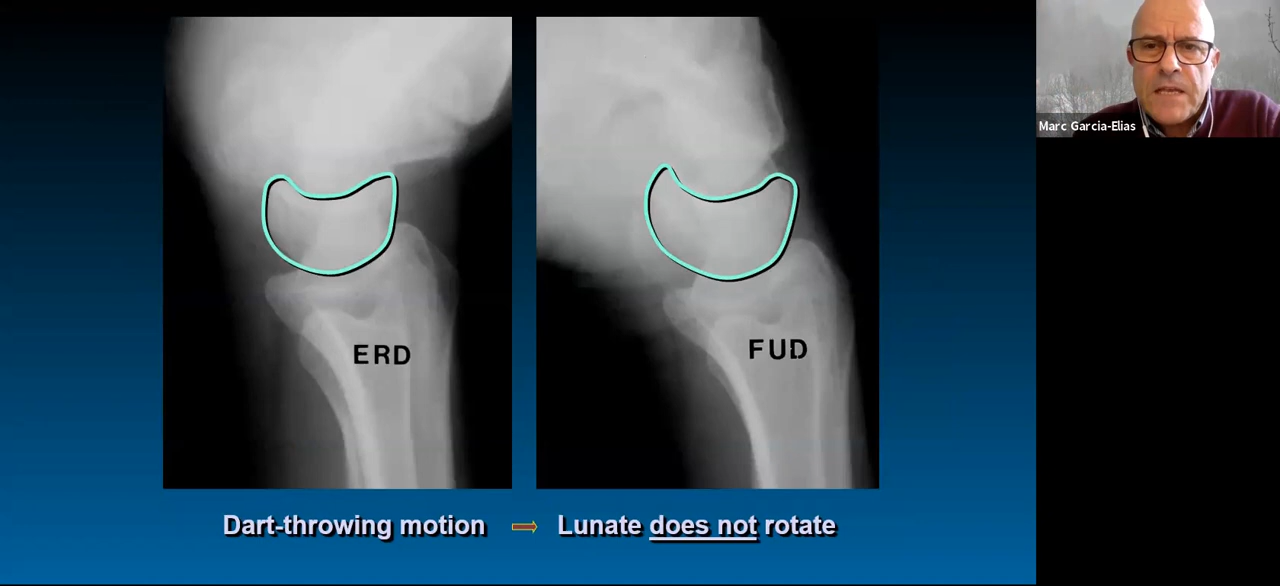 Marc Garcia-Elias
ERD
FUD
Dart-throwing motion
Lunate does not rotate